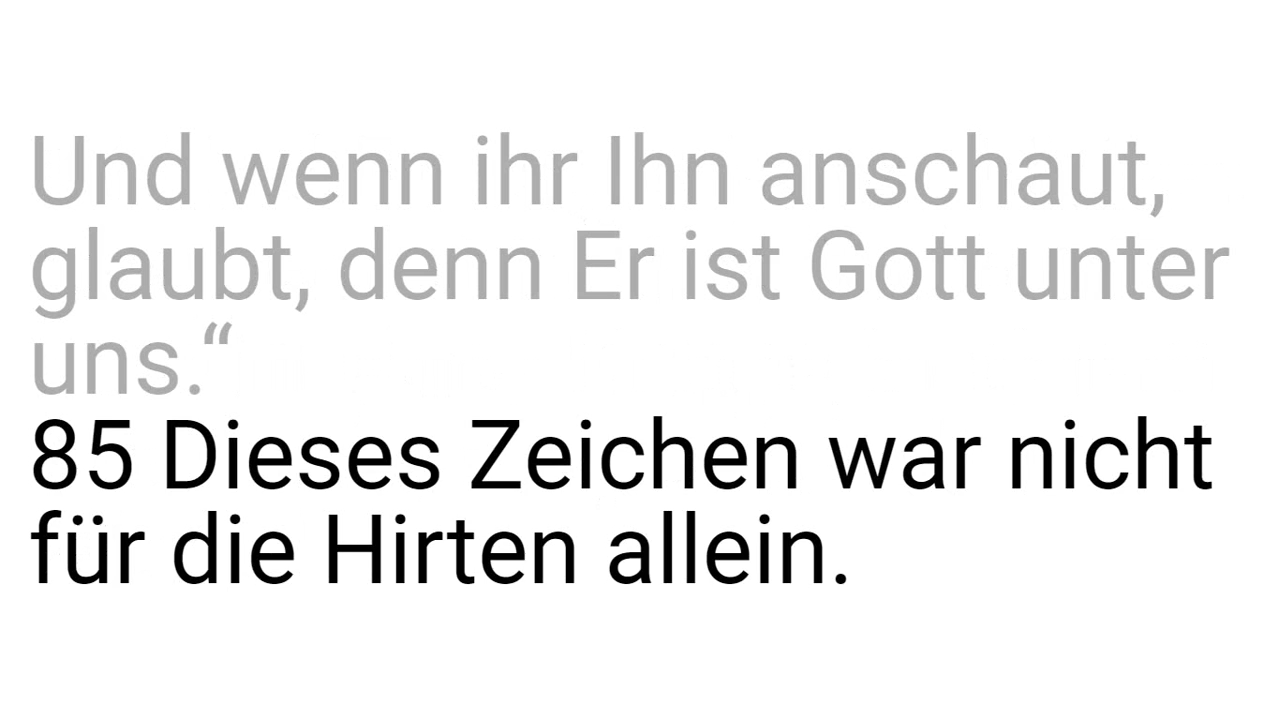 Und wenn ihr Ihn anschaut,
glaubt, denn Er ist Gott unter
uns.“
85 Dieses Zeichen war nicht
für die Hirten allein.